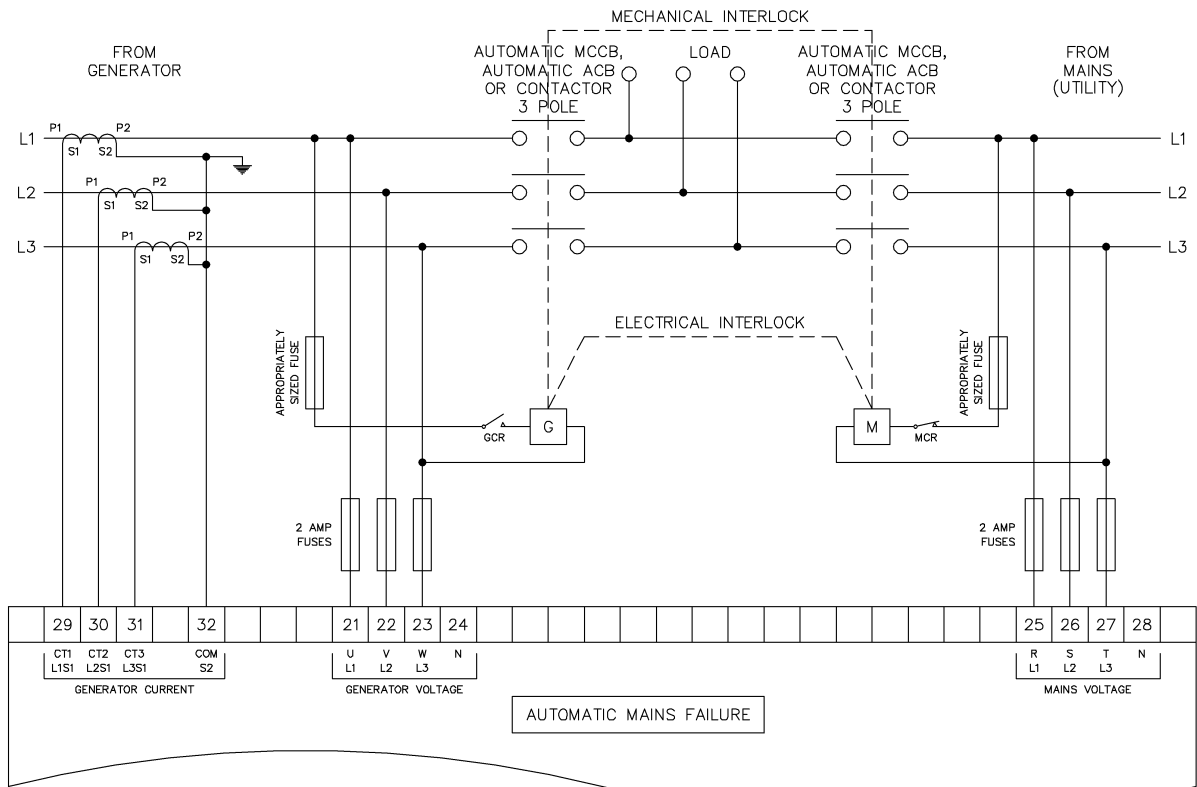 MECHANICAL INTERLOCK
FROM
GENERATOR
AUTOMATIC MCCB,
AUTOMATIC ACB
OR CONTACTOR
3 POLE
LOAD
AUTOMATIC MCCB,
AUTOMATIC ACB
OR CONTACTOR
3 POLE
FROM
MAINS
(UTILITY)
L1
P1
P2
S1
S2
L1
L2
P1
P2
S1
S2
L2
L3
P1
P2
S1
S2
L3
ELECTRICAL INTERLOCK
APPROPRIATELY
SIZED FUSE
APPROPRIATELY
SIZED FUSE
GCR
G
M
MCR
2 AMP
FUSES
2 AMP
FUSES
29 30 31 32 21 22 23 24 25 26 27 28
CT1 CT2 CT3 COM U V W N R S T N
L1S1 L2S1 L3S1 S2 L1 L2 L3 L1 L2 L3
GENERATOR CURRENT
GENERATOR VOLTAGE
MAINS VOLTAGE
AUTOMATIC MAINS FAILURE